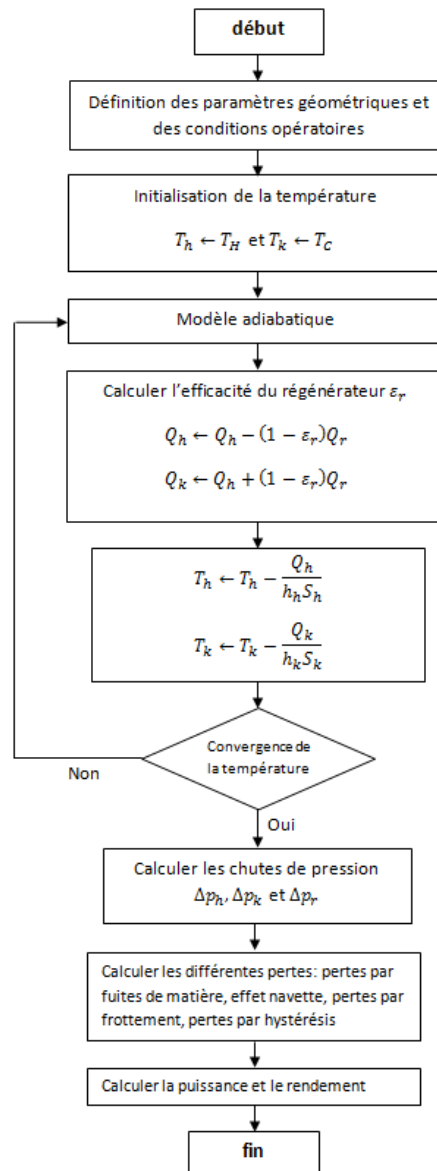 début
Définition des paramètres géométriques et
des conditions opératoires
Initialisation de la température
T_h ← T_H et T_k ← T_C
Modèle adiabatique
Calculer l'efficacité du régénérateur ε_r
Q_h ← Q_h − (1 − ε_r)Q_r
Q_k ← Q_h + (1 − ε_r)Q_r
T_h ← T_h − Q_h / h_h S_h
T_k ← T_k − Q_k / h_k S_k
Convergence de
la température
Non
Oui
Calculer les chutes de pression
Δp_h, Δp_k et Δp_r
Calculer les différentes pertes: pertes par
fuites de matière, effet navette, pertes par
frottement, pertes par hystérésis
Calculer la puissance et le rendement
fin